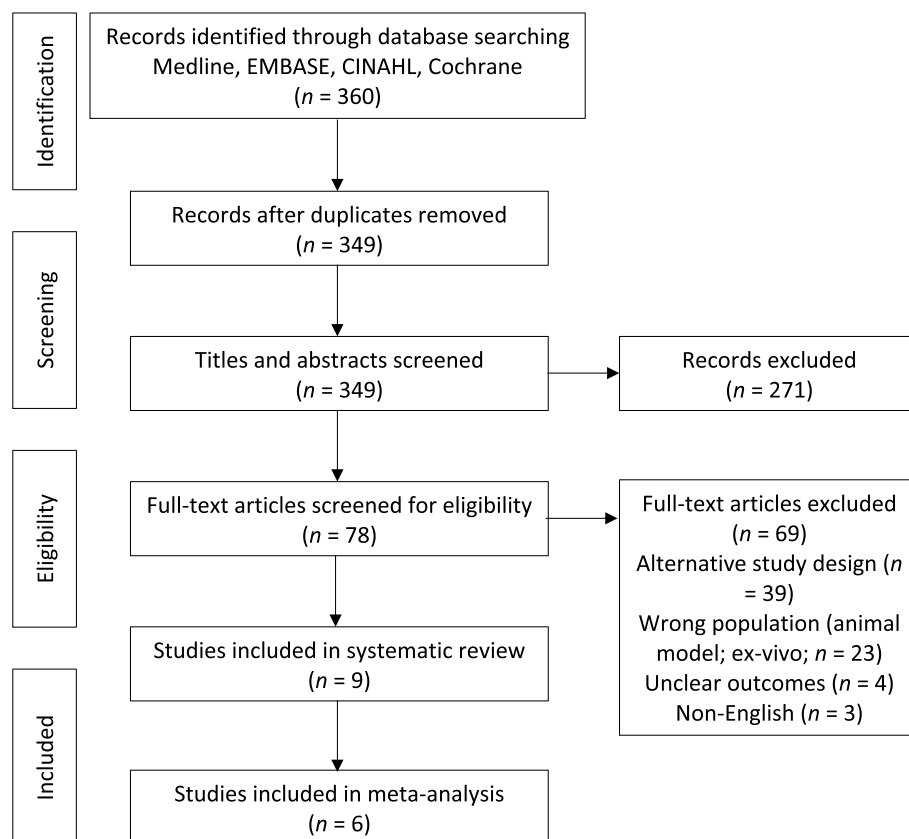 Identification
Records identified through database searching
Medline, EMBASE, CINAHL, Cochrane
(n = 360)
Records after duplicates removed
(n = 349)
Screening
Titles and abstracts screened
(n = 349)
Records excluded
(n = 271)
Eligibility
Full-text articles screened for eligibility
(n = 78)
Full-text articles excluded
(n = 69)
Alternative study design (n
= 39)
Wrong population (animal
model; ex-vivo; n = 23)
Unclear outcomes (n = 4)
Non-English (n = 3)
Studies included in systematic review
(n = 9)
Included
Studies included in meta-analysis
(n = 6)